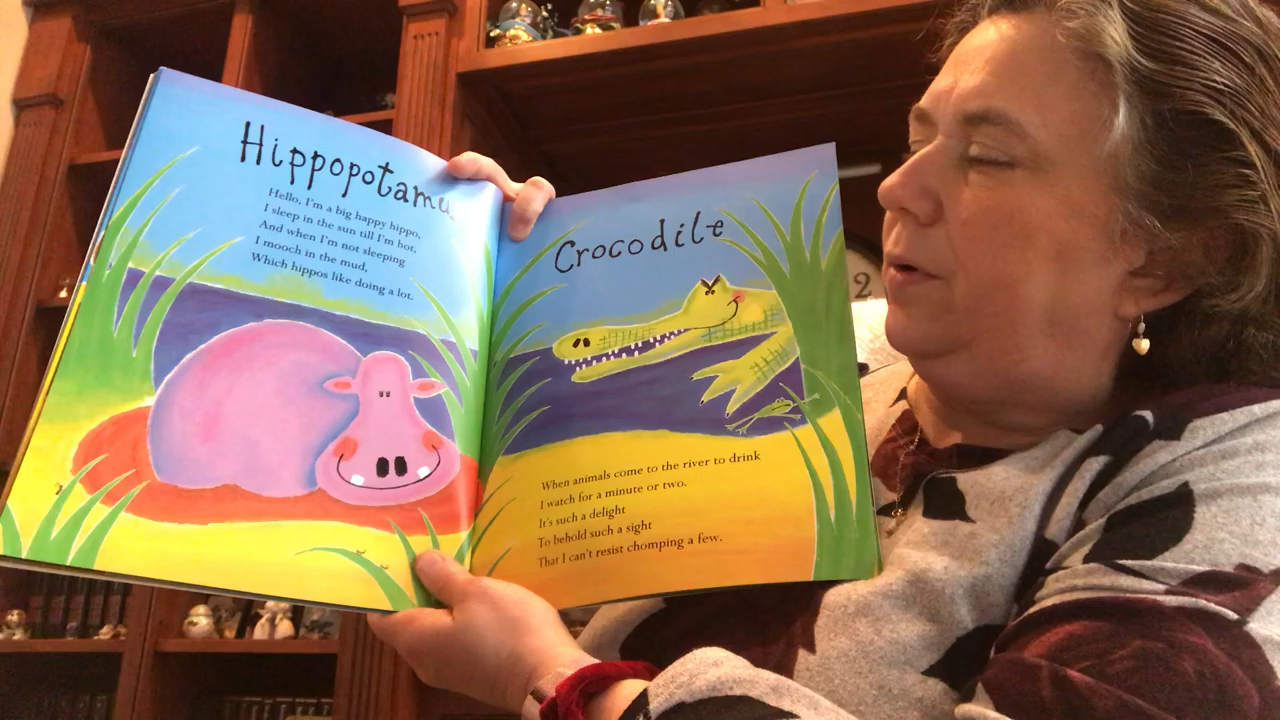 Hippopotamu
Hello, I'm a big happy hippo,
I sleep in the sun till I'm hot,
And when I'm not sleeping
I mooch in the mud,
Which hippos like doing a lot.
Crocodile
When animals come to the river to drink
I watch for a minute or two.
It's such a delight
To behold such a sight
That I can't resist chomping a few.
2